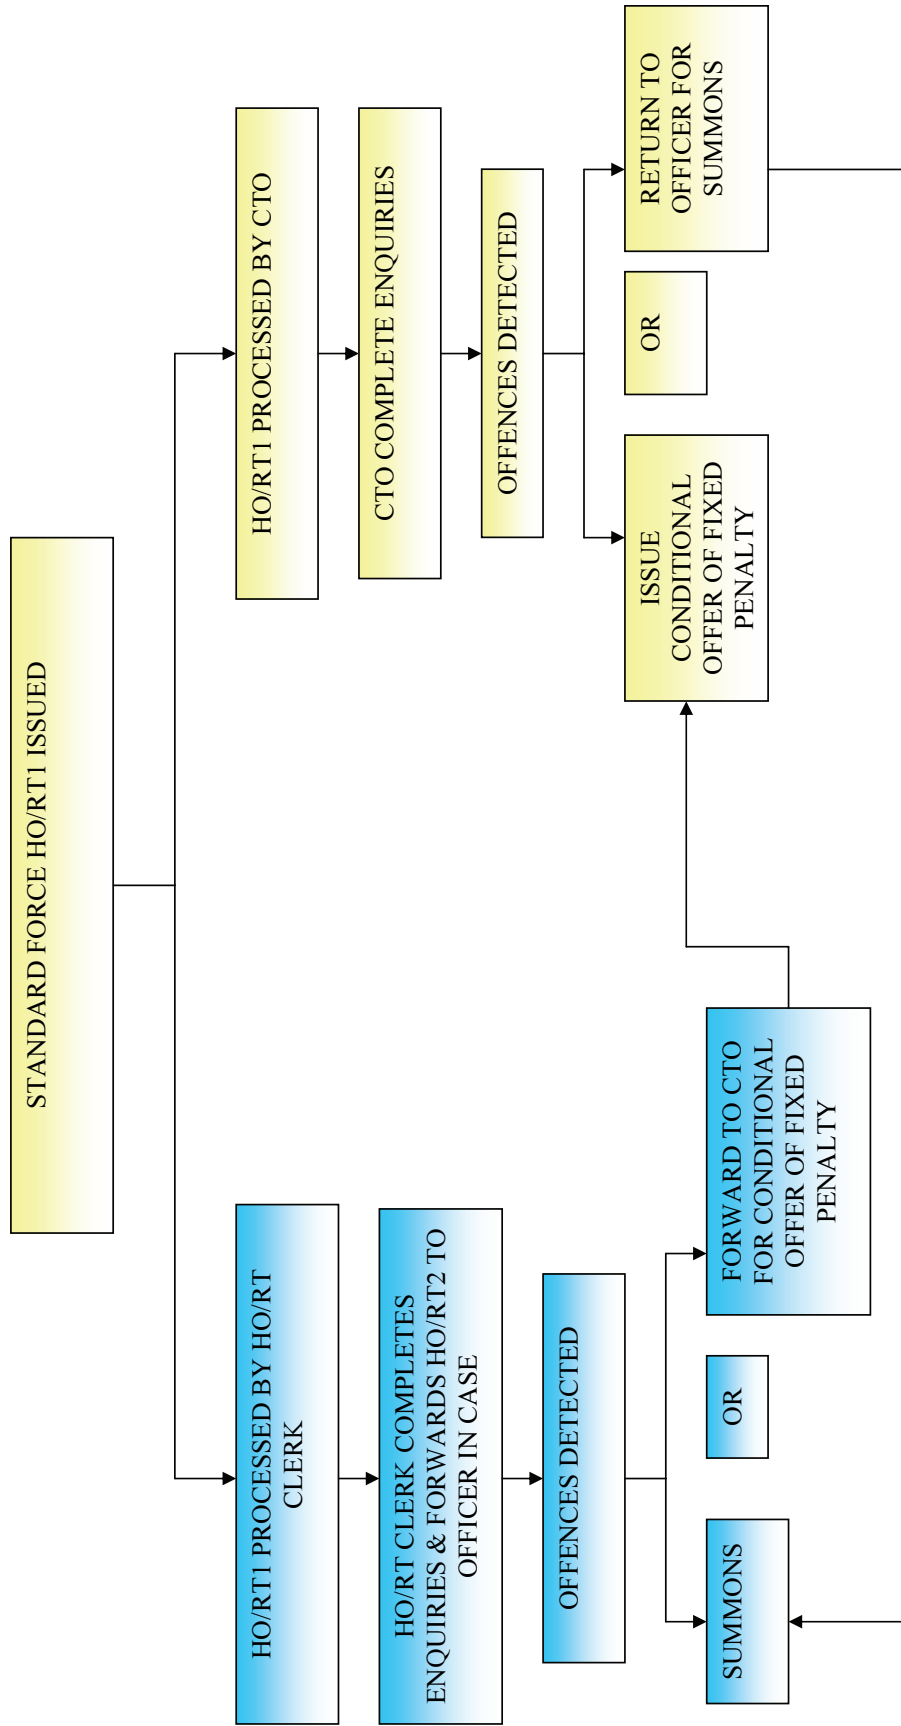 STANDARD FORCE HO/RT1 ISSUED
HO/RT1 PROCESSED BY HO/RT
CLERK
HO/RT CLERK COMPLETES
ENQUIRIES & FORWARDS HO/RT2 TO
OFFICER IN CASE
OFFENCES DETECTED
SUMMONS
OR
FORWARD TO CTO
FOR CONDITIONAL
OFFER OF FIXED
PENALTY
HO/RT1 PROCESSED BY CTO
CTO COMPLETE ENQUIRIES
OFFENCES DETECTED
ISSUE
CONDITIONAL
OFFER OF FIXED
PENALTY
OR
RETURN TO
OFFICER FOR
SUMMONS